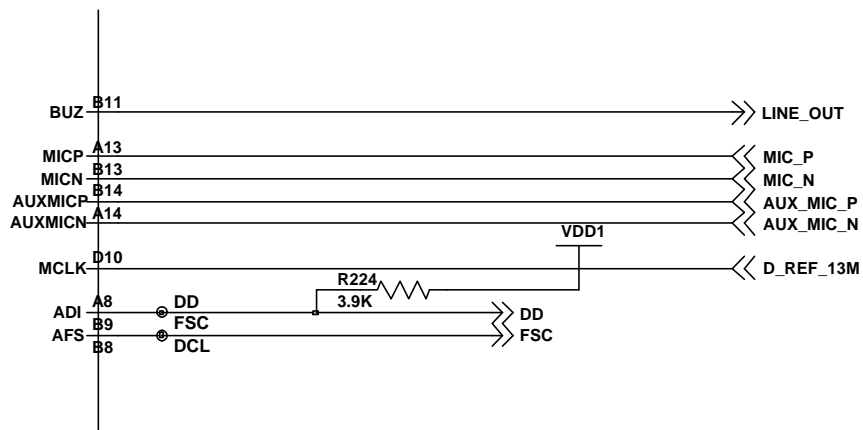 BUZ B11 LINE_OUT
MICP A13 MIC_P
MICN B13 MIC_N
AUXMICP B14 AUX_MIC_P
AUXMICN A14 AUX_MIC_N
VDD1
MCLK D10 D_REF_13M
R224
3.9K
ADI A8 DD DD
AFS B9 FSC FSC
B8 DCL